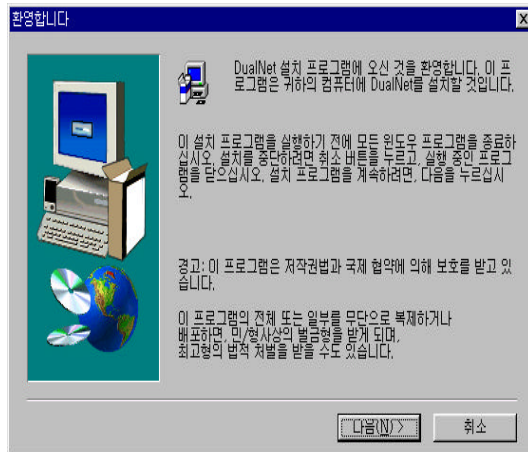 환영합니다
DualNet 설치 프로그램에 오신 것을 환영합니다. 이 프
로그램은 귀하의 컴퓨터에 DualNet를 설치할 것입니다.
이 설치 프로그램을 실행하기 전에 모든 윈도우 프로그램을 종료하
십시오. 설치를 중단하려면 취소 버튼을 누르고, 실행 중인 프로그
램을 닫으십시오. 설치 프로그램을 계속하려면, 다음을 누르십시
오.
경고: 이 프로그램은 저작권법과 국제 협약에 의해 보호를 받고 있
습니다.
이 프로그램의 전체 또는 일부를 무단으로 복제하거나
배포하면, 민/형사상의 벌금형을 받게 되며,
최고형의 법적 처벌을 받을 수도 있습니다.
다음(N) >
취소